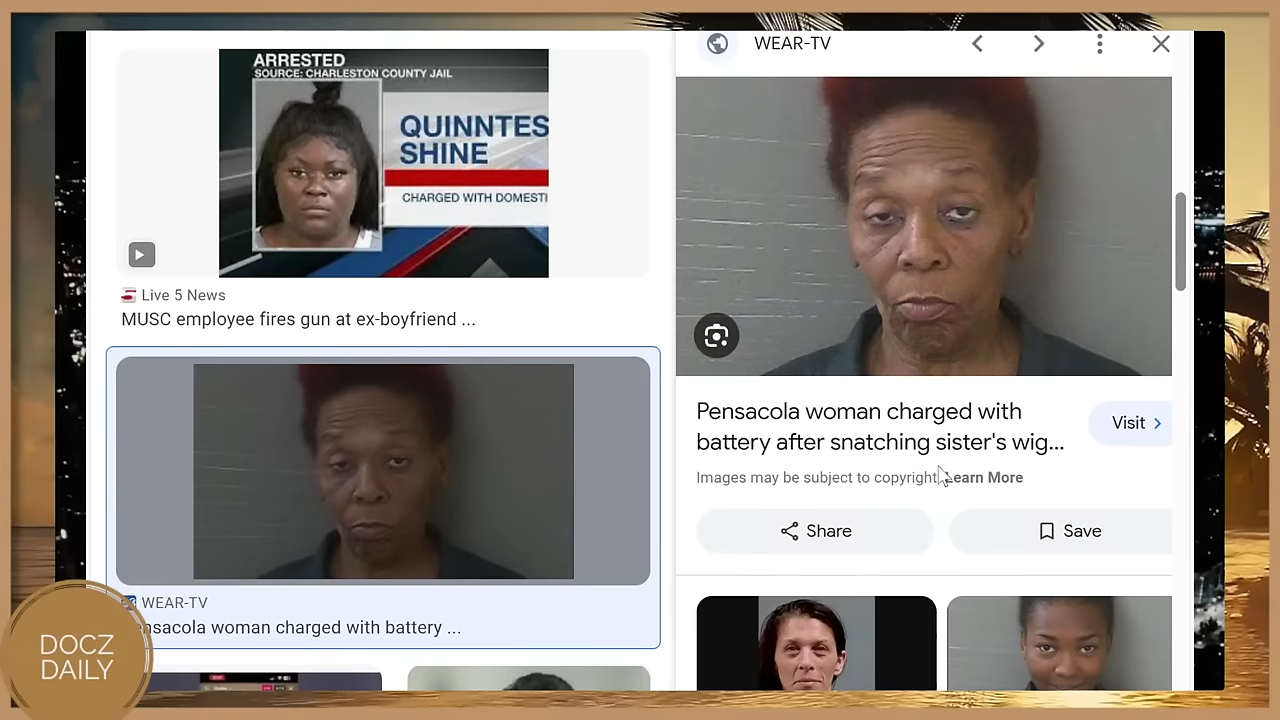 ARRESTED
SOURCE: CHARLESTON COUNTY JAIL
QUINNTES
SHINE
CHARGED WITH DOMESTI
Live 5 News
MUSC employee fires gun at ex-boyfriend ...
WEAR-TV
nsacola woman charged with battery ...
WEAR-TV
Pensacola woman charged with
battery after snatching sister's wig...
Visit
Images may be subject to copyright. Learn More
Share
Save
DOCZ
DAILY